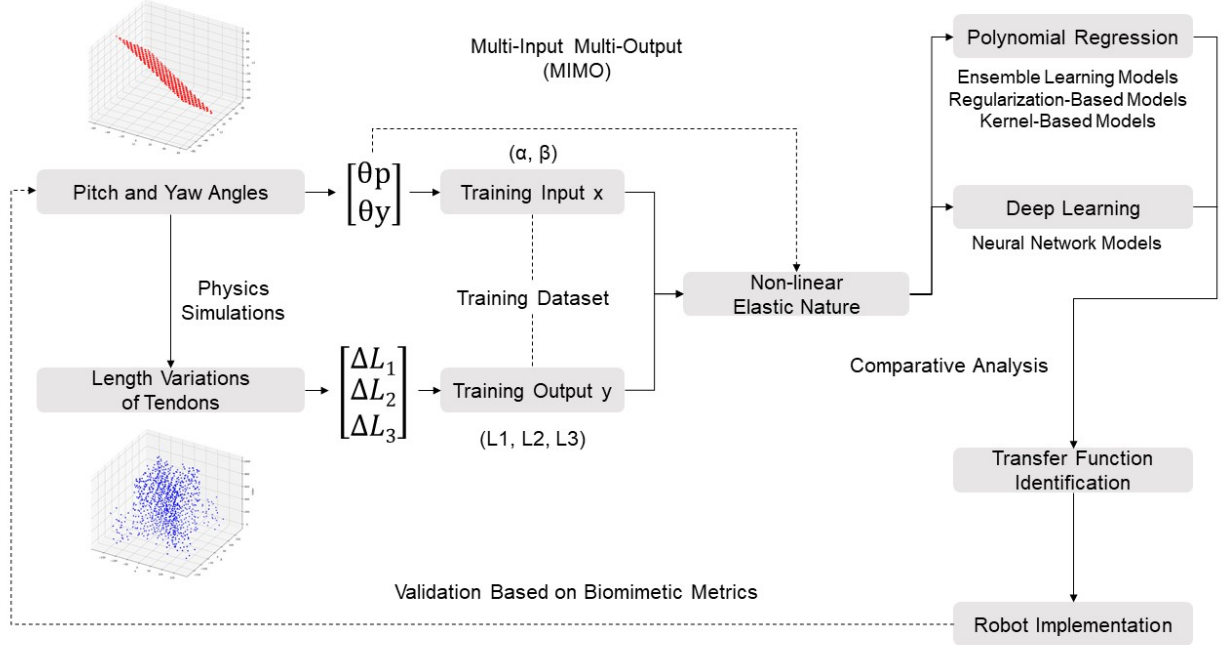 Multi-Input Multi-Output
(MIMO)
Polynomial Regression
Ensemble Learning Models
Regularization-Based Models
Kernel-Based Models
Pitch and Yaw Angles
[θp
θy]
(α, β)
Training Input x
Deep Learning
Neural Network Models
Physics
Simulations
Training Dataset
Non-linear
Elastic Nature
Length Variations
of Tendons
[ΔL₁
ΔL₂
ΔL₃]
Training Output y
(L1, L2, L3)
Comparative Analysis
Transfer Function
Identification
Validation Based on Biomimetic Metrics
Robot Implementation